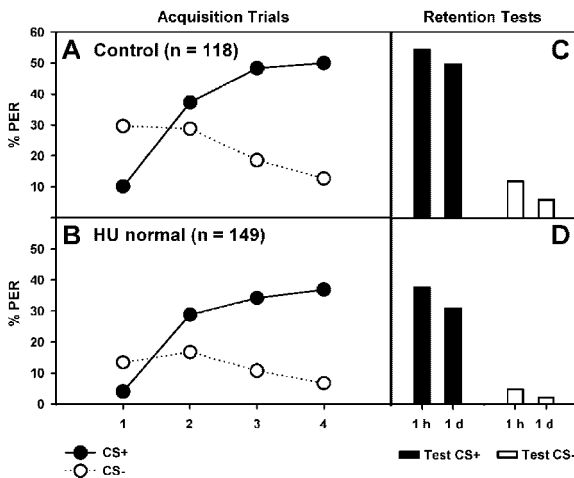 Acquisition Trials
Retention Tests
60
50
40
30
20
10
% PER
A Control (n = 118)
C
50
40
30
20
10
0
% PER
B HU normal (n = 149)
D
1 2 3 4
1 h 1 d 1 h 1 d
CS+
CS-
Test CS+ Test CS-